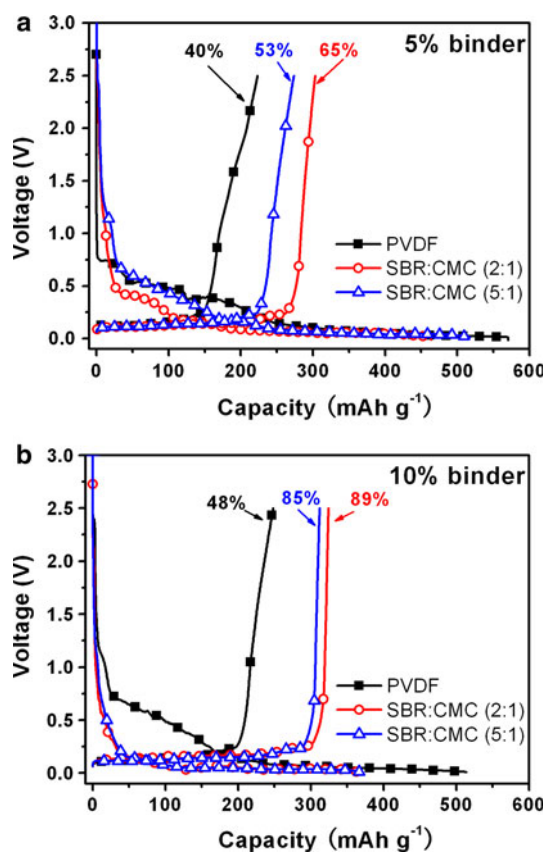 a
5% binder
40%
53%
65%
3.0
2.5
2.0
1.5
1.0
0.5
0.0
Voltage (V)
PVDF
SBR:CMC (2:1)
SBR:CMC (5:1)
0 100 200 300 400 500 600
Capacity (mAh g⁻¹)
b
10% binder
48%
85%
89%
3.0
2.5
2.0
1.5
1.0
0.5
0.0
Voltage (V)
PVDF
SBR:CMC (2:1)
SBR:CMC (5:1)
0 100 200 300 400 500 600
Capacity (mAh g⁻¹)